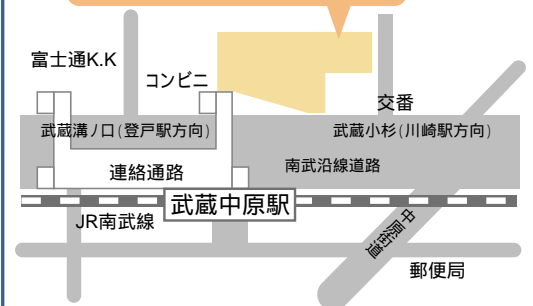 富士通K.K
コンビニ
交番
武蔵溝ノ口(登戸駅方向)
武蔵小杉(川崎駅方向)
連絡通路
南武沿線道路
武蔵中原駅
JR南武線
中原街道
郵便局